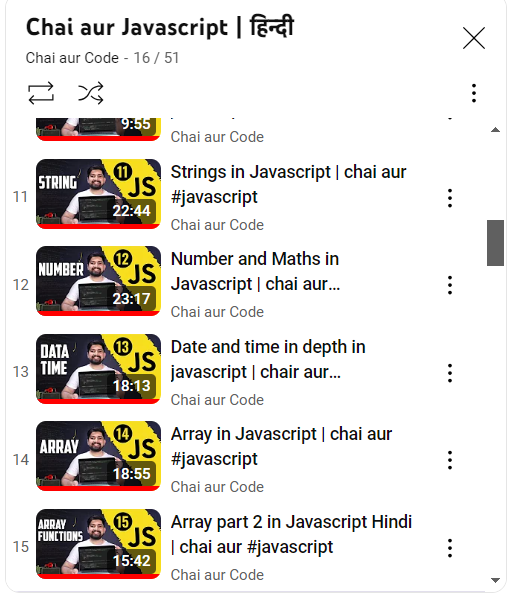 Chai aur Javascript | हिन्दी
Chai aur Code - 16 / 51
9:55
Chai aur Code
11
STRING
11
JS
22:44
Strings in Javascript | chai aur
#javascript
Chai aur Code
12
NUMBER
12
JS
23:17
Number and Maths in
Javascript | chai aur...
Chai aur Code
13
DATA
TIME
13
JS
18:13
Date and time in depth in
javascript | chair aur...
Chai aur Code
14
ARRAY
14
JS
18:55
Array in Javascript | chai aur
#javascript
Chai aur Code
15
ARRAY
FUNCTIONS
15
JS
15:42
Array part 2 in Javascript Hindi
| chai aur #javascript
Chai aur Code